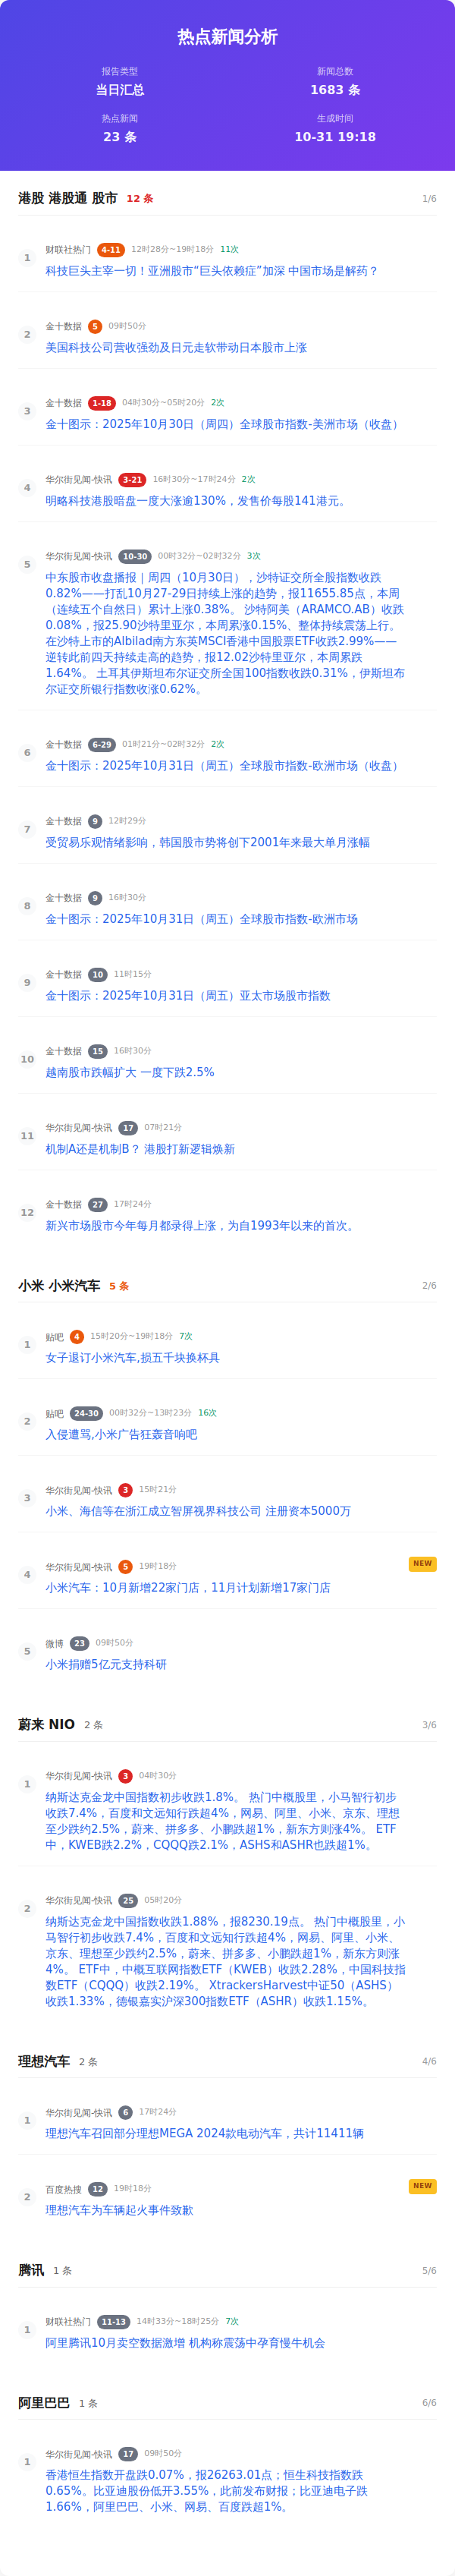 热点新闻分析
报告类型
当日汇总
新闻总数
1683 条
热点新闻
23 条
生成时间
10-31 19:18
港股 港股通 股市 12 条 1/6
1
财联社热门 4-11 12时28分~19时18分 11次
科技巨头主宰一切！亚洲股市“巨头依赖症”加深 中国市场是解药？
2
金十数据 5 09时50分
美国科技公司营收强劲及日元走软带动日本股市上涨
3
金十数据 1-18 04时30分~05时20分 2次
金十图示：2025年10月30日（周四）全球股市指数-美洲市场（收盘）
4
华尔街见闻-快讯 3-21 16时30分~17时24分 2次
明略科技港股暗盘一度大涨逾130%，发售价每股141港元。
5
华尔街见闻-快讯 10-30 00时32分~02时32分 3次
中东股市收盘播报｜周四（10月30日），沙特证交所全股指数收跌
0.82%——打乱10月27-29日持续上涨的趋势，报11655.85点，本周
（连续五个自然日）累计上涨0.38%。 沙特阿美（ARAMCO.AB）收跌
0.08%，报25.90沙特里亚尔，本周累涨0.15%、整体持续震荡上行。
在沙特上市的Albilad南方东英MSCI香港中国股票ETF收跌2.99%——
逆转此前四天持续走高的趋势，报12.02沙特里亚尔，本周累跌
1.64%。 土耳其伊斯坦布尔证交所全国100指数收跌0.31%，伊斯坦布
尔证交所银行指数收涨0.62%。
6
金十数据 6-29 01时21分~02时32分 2次
金十图示：2025年10月31日（周五）全球股市指数-欧洲市场（收盘）
7
金十数据 9 12时29分
受贸易乐观情绪影响，韩国股市势将创下2001年来最大单月涨幅
8
金十数据 9 16时30分
金十图示：2025年10月31日（周五）全球股市指数-欧洲市场
9
金十数据 10 11时15分
金十图示：2025年10月31日（周五）亚太市场股市指数
10
金十数据 15 16时30分
越南股市跌幅扩大 一度下跌2.5%
11
华尔街见闻-快讯 17 07时21分
机制A还是机制B？ 港股打新逻辑焕新
12
金十数据 27 17时24分
新兴市场股市今年每月都录得上涨，为自1993年以来的首次。
小米 小米汽车 5 条 2/6
1
贴吧 4 15时20分~19时18分 7次
女子退订小米汽车,损五千块换杯具
2
贴吧 24-30 00时32分~13时23分 16次
入侵遭骂,小米广告狂轰音响吧
3
华尔街见闻-快讯 3 15时21分
小米、海信等在浙江成立智屏视界科技公司 注册资本5000万
4
华尔街见闻-快讯 5 19时18分 NEW
小米汽车：10月新增22家门店，11月计划新增17家门店
5
微博 23 09时50分
小米捐赠5亿元支持科研
蔚来 NIO 2 条 3/6
1
华尔街见闻-快讯 3 04时30分
纳斯达克金龙中国指数初步收跌1.8%。 热门中概股里，小马智行初步
收跌7.4%，百度和文远知行跌超4%，网易、阿里、小米、京东、理想
至少跌约2.5%，蔚来、拼多多、小鹏跌超1%，新东方则涨4%。 ETF
中，KWEB跌2.2%，CQQQ跌2.1%，ASHS和ASHR也跌超1%。
2
华尔街见闻-快讯 25 05时20分
纳斯达克金龙中国指数收跌1.88%，报8230.19点。 热门中概股里，小
马智行初步收跌7.4%，百度和文远知行跌超4%，网易、阿里、小米、
京东、理想至少跌约2.5%，蔚来、拼多多、小鹏跌超1%，新东方则涨
4%。 ETF中，中概互联网指数ETF（KWEB）收跌2.28%，中国科技指
数ETF（CQQQ）收跌2.19%。 XtrackersHarvest中证50（ASHS）
收跌1.33%，德银嘉实沪深300指数ETF（ASHR）收跌1.15%。
理想汽车 2 条 4/6
1
华尔街见闻-快讯 6 17时24分
理想汽车召回部分理想MEGA 2024款电动汽车，共计11411辆
2
百度热搜 12 19时18分 NEW
理想汽车为车辆起火事件致歉
腾讯 1 条 5/6
1
财联社热门 11-13 14时33分~18时25分 7次
阿里腾讯10月卖空数据激增 机构称震荡中孕育慢牛机会
阿里巴巴 1 条 6/6
1
华尔街见闻-快讯 17 09时50分
香港恒生指数开盘跌0.07%，报26263.01点；恒生科技指数跌
0.65%。比亚迪股份低开3.55%，此前发布财报；比亚迪电子跌
1.66%，阿里巴巴、小米、网易、百度跌超1%。